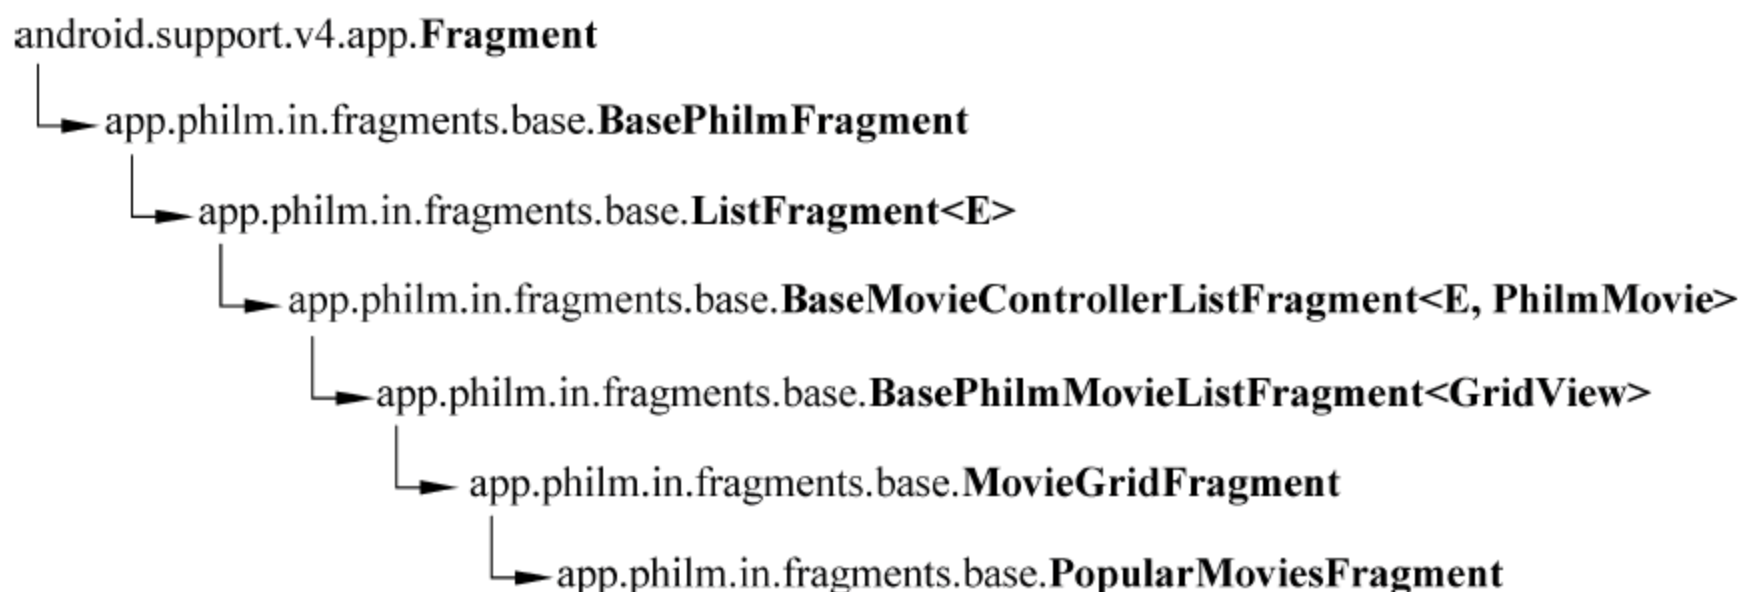 android.support.v4.app.Fragment
app.philm.in.fragments.base.BasePhilmFragment
app.philm.in.fragments.base.ListFragment<E>
app.philm.in.fragments.base.BaseMovieControllerListFragment<E, PhilmMovie>
app.philm.in.fragments.base.BasePhilmMovieListFragment<GridView>
app.philm.in.fragments.base.MovieGridFragment
app.philm.in.fragments.base.PopularMoviesFragment